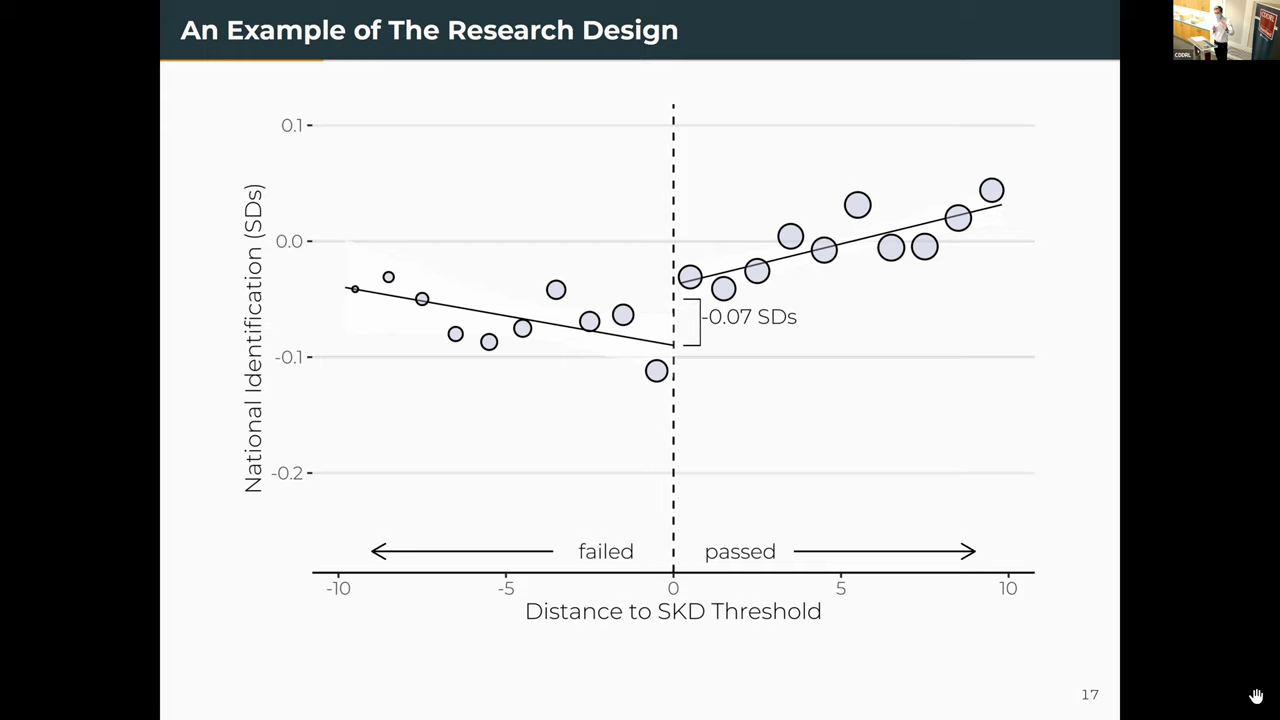 An Example of The Research Design
CDDRL
0.1
0.0
-0.1
-0.2
National Identification (SDs)
-0.07 SDs
failed
passed
-10
-5
0
5
10
Distance to SKD Threshold
17